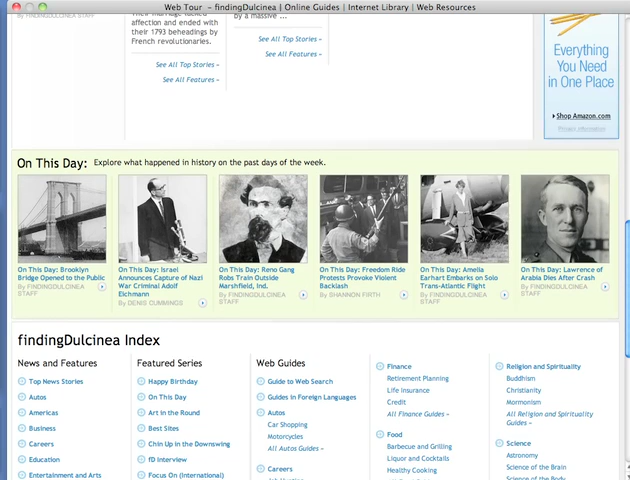 Web Tour ~ findingDulcinea | Online Guides | Internet Library | Web Resources
By FINDINGDULCINEA STAFF
Their marriage lacked
affection and ended with
their 1793 beheadings by
French revolutionaries.
See All Top Stories »
See All Features »
by a massive ...
See All Top Stories »
See All Features »
Everything
You Need
in One Place
Shop Amazon.com
Privacy Information
On This Day: Explore what happened in history on the past days of the week.
On This Day: Brooklyn
Bridge Opened to the Public
By FINDINGDULCINEA
STAFF
On This Day: Israel
Announces Capture of Nazi
War Criminal Adolf
Eichmann
By DENIS CUMMINGS
On This Day: Reno Gang
Robs Train Outside
Marshfield, Ind.
By FINDINGDULCINEA
STAFF
On This Day: Freedom Ride
Protests Provoke Violent
Backlash
By SHANNON FIRTH
On This Day: Amelia
Earhart Embarks on Solo
Trans-Atlantic Flight
By FINDINGDULCINEA
STAFF
On This Day: Lawrence of
Arabia Dies After Crash
By FINDINGDULCINEA
STAFF
findingDulcinea Index
News and Features
Top News Stories
Autos
Americas
Business
Careers
Education
Entertainment and Arts
Featured Series
Happy Birthday
On This Day
Art in the Round
Best Sites
Chin Up in the Downswing
fD Interview
Focus On (International)
Web Guides
Guide to Web Search
Guides in Foreign Languages
Autos
Car Shopping
Motorcycles
All Autos Guides »
Careers
Finance
Retirement Planning
Life Insurance
Credit
All Finance Guides »
Food
Barbecue and Grilling
Liquor and Cocktails
Healthy Cooking
Religion and Spirituality
Buddhism
Christianity
Mormonism
All Religion and Spirituality
Guides »
Science
Astronomy
Science of the Brain